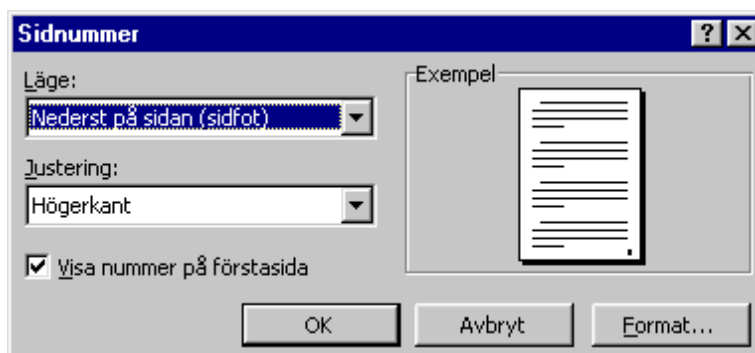 Sidnummer
Läge:
Nederst på sidan (sidfot)
Justering:
Högerkant
Visa nummer på förstasida
Exempel
OK
Avbryt
Format...